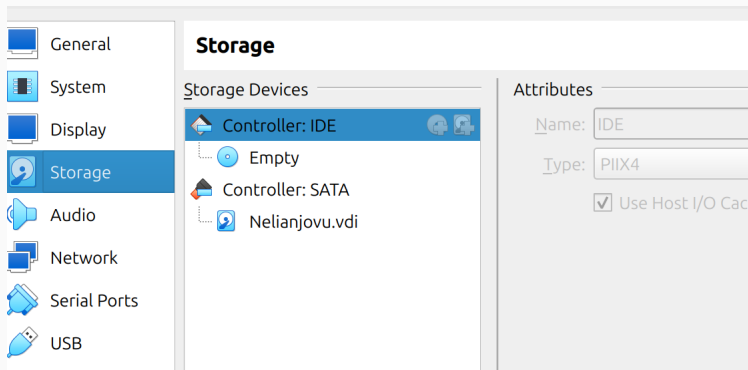 General
System
Display
Storage
Audio
Network
Serial Ports
USB
Storage
Storage Devices
Controller: IDE
Empty
Controller: SATA
Nelianjovu.vdi
Attributes
Name: IDE
Type: PIIX4
Use Host I/O Cac